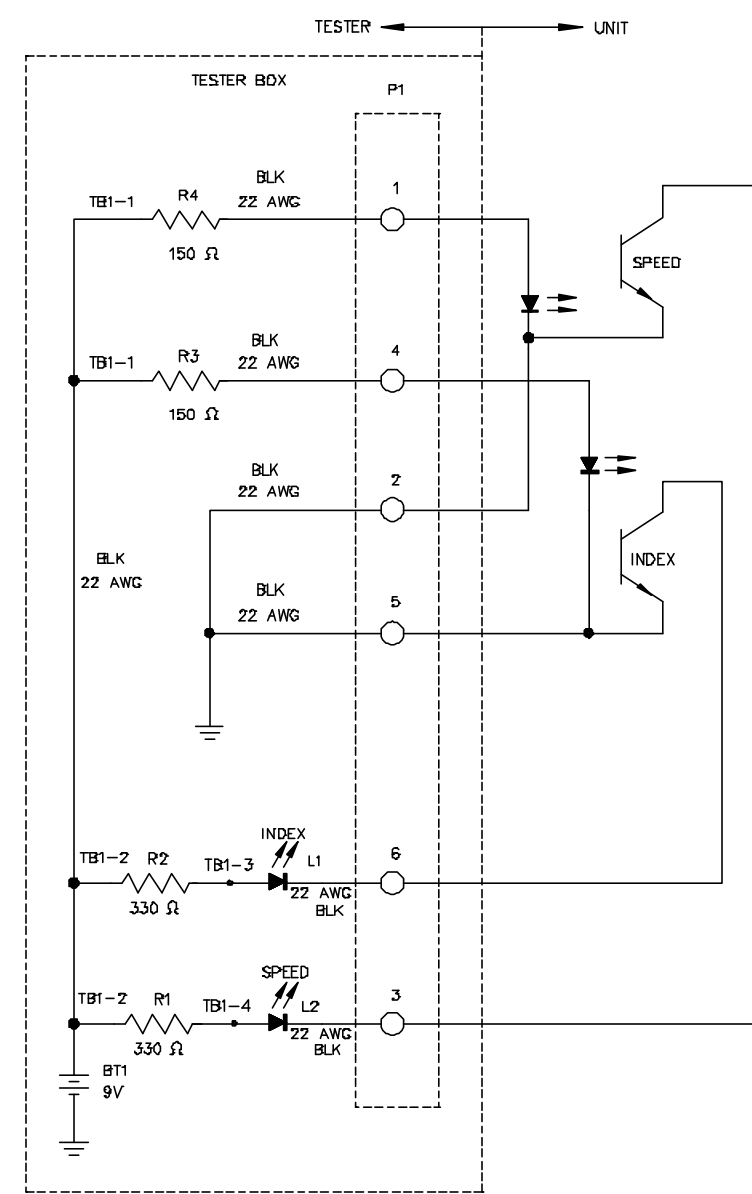 TESTER UNIT
TESTER BOX
P1
BLK
22 AWG
1
TB1-1
R4
150 Ω
SPEED
BLK
22 AWG
4
TB1-1
R3
150 Ω
BLK
22 AWG
2
BLK
22 AWG
INDEX
BLK
22 AWG
5
INDEX
TB1-2
R2
TB1-3
L1
6
330 Ω
22 AWG
BLK
SPEED
TB1-2
R1
TB1-4
L2
3
330 Ω
22 AWG
BLK
BT1
9V